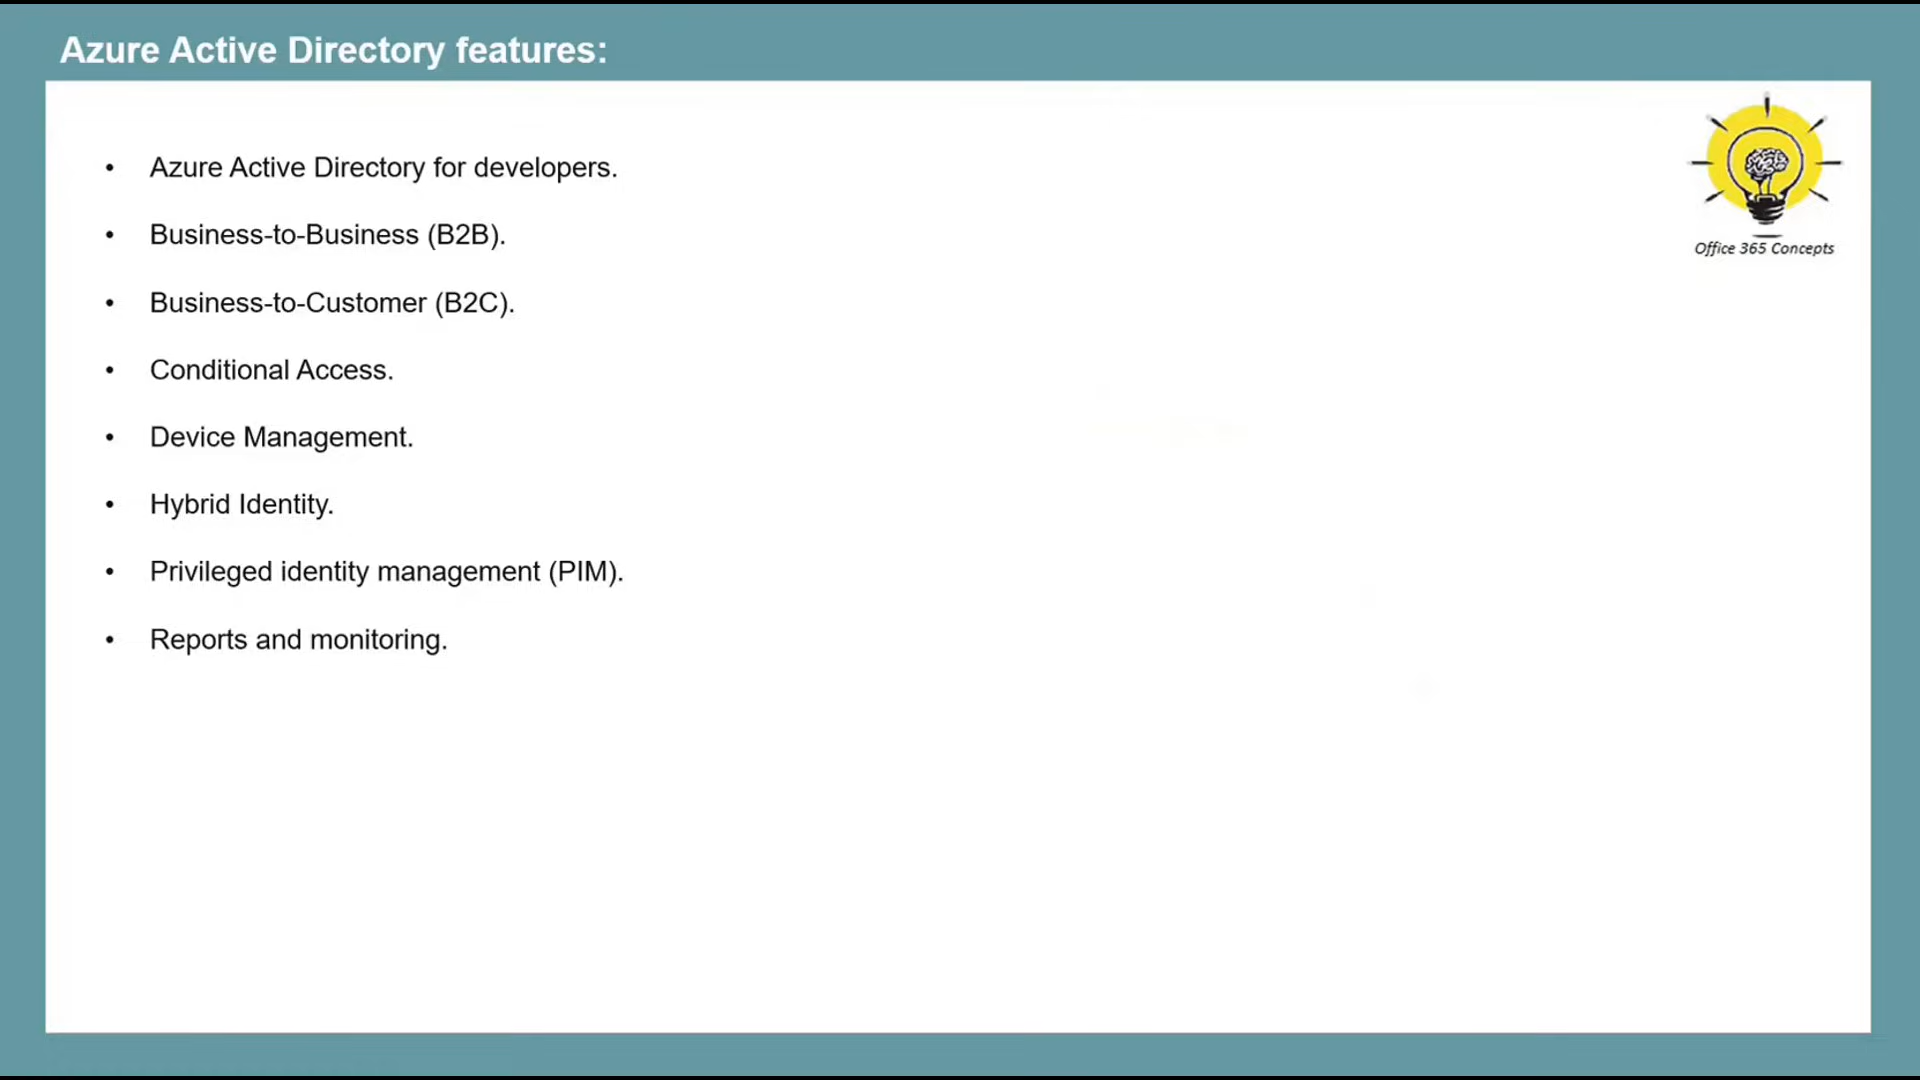 Azure Active Directory features:
• Azure Active Directory for developers.
• Business-to-Business (B2B).
• Business-to-Customer (B2C).
• Conditional Access.
• Device Management.
• Hybrid Identity.
• Privileged identity management (PIM).
• Reports and monitoring.
Office 365 Concepts